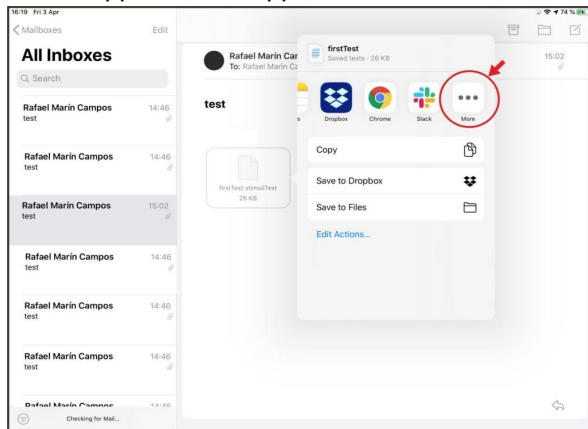 16:19 Fri 3 Apr
74 %
Mailboxes
Edit
All Inboxes
Search
Rafael Marín Campos 14:46
test
Rafael Marín Campos 14:46
test
Rafael Marín Campos 15:02
test
Rafael Marín Campos 14:46
test
Rafael Marín Campos 14:46
test
Rafael Marín Campos 14:46
test
Rafael Marín Campos 14:46
Checking for Mail...
Rafael Marín Car
To: Rafael Marín Ca
15:02
test
firstTest.stimuliTest
26 KB
firstTest
Saved tests · 26 KB
s
Dropbox
Chrome
Slack
More
Copy
Save to Dropbox
Save to Files
Edit Actions...